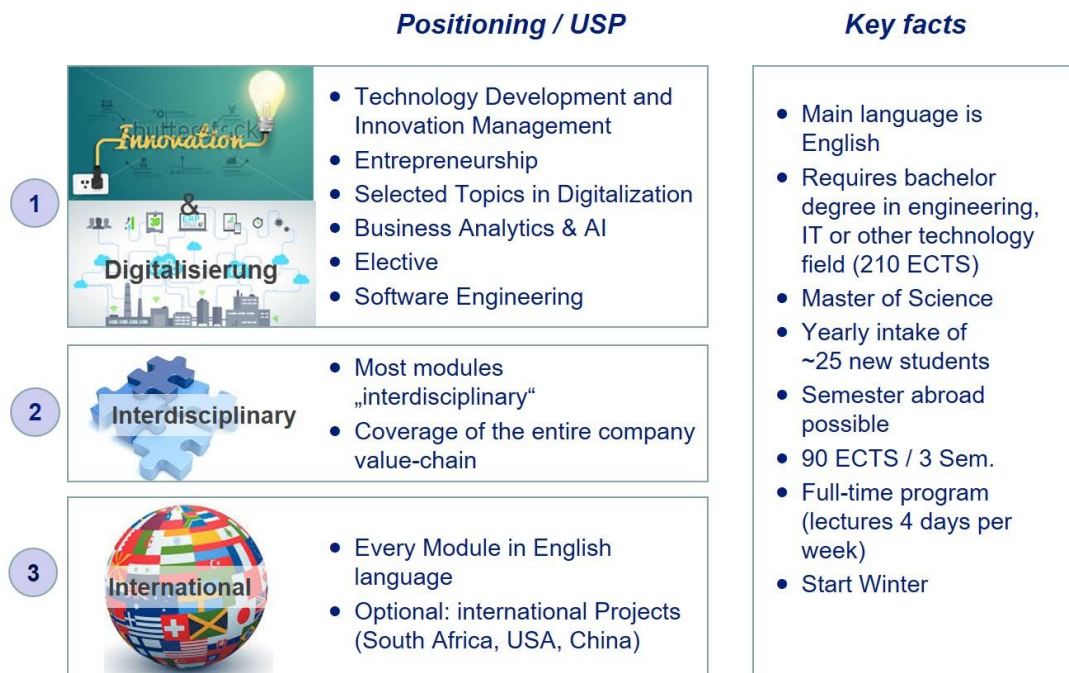 Positioning / USP
Key facts
1
Innovation
&
ERP
Digitalisierung
• Technology Development and
Innovation Management
• Entrepreneurship
• Selected Topics in Digitalization
• Business Analytics & AI
• Elective
• Software Engineering
2
Interdisciplinary
• Most modules
„interdisciplinary“
• Coverage of the entire company
value-chain
3
International
• Every Module in English
language
• Optional: international Projects
(South Africa, USA, China)
• Main language is
English
• Requires bachelor
degree in engineering,
IT or other technology
field (210 ECTS)
• Master of Science
• Yearly intake of
~25 new students
• Semester abroad
possible
• 90 ECTS / 3 Sem.
• Full-time program
(lectures 4 days per
week)
• Start Winter